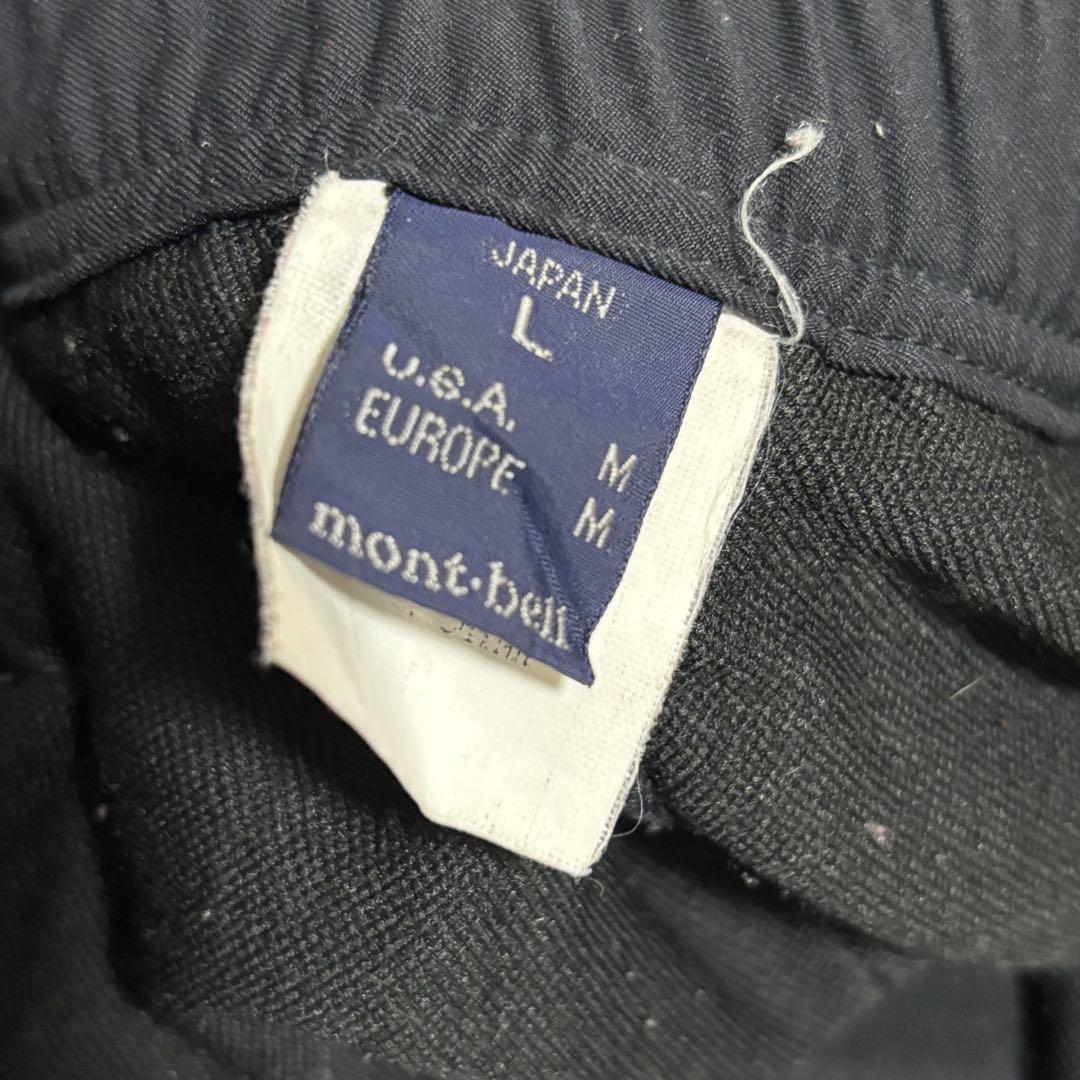 JAPAN
L
U.S.A. M
EUROPE M
mont·bell